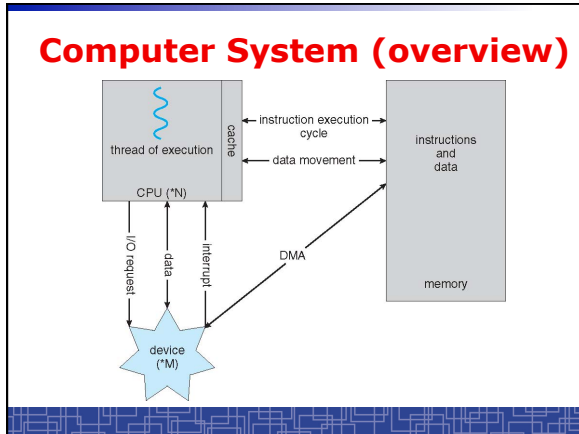 Computer System (overview)
thread of execution
cache
CPU (*N)
instruction execution
cycle
data movement
instructions
and
data
memory
I/O request
data
interrupt
DMA
device
(*M)